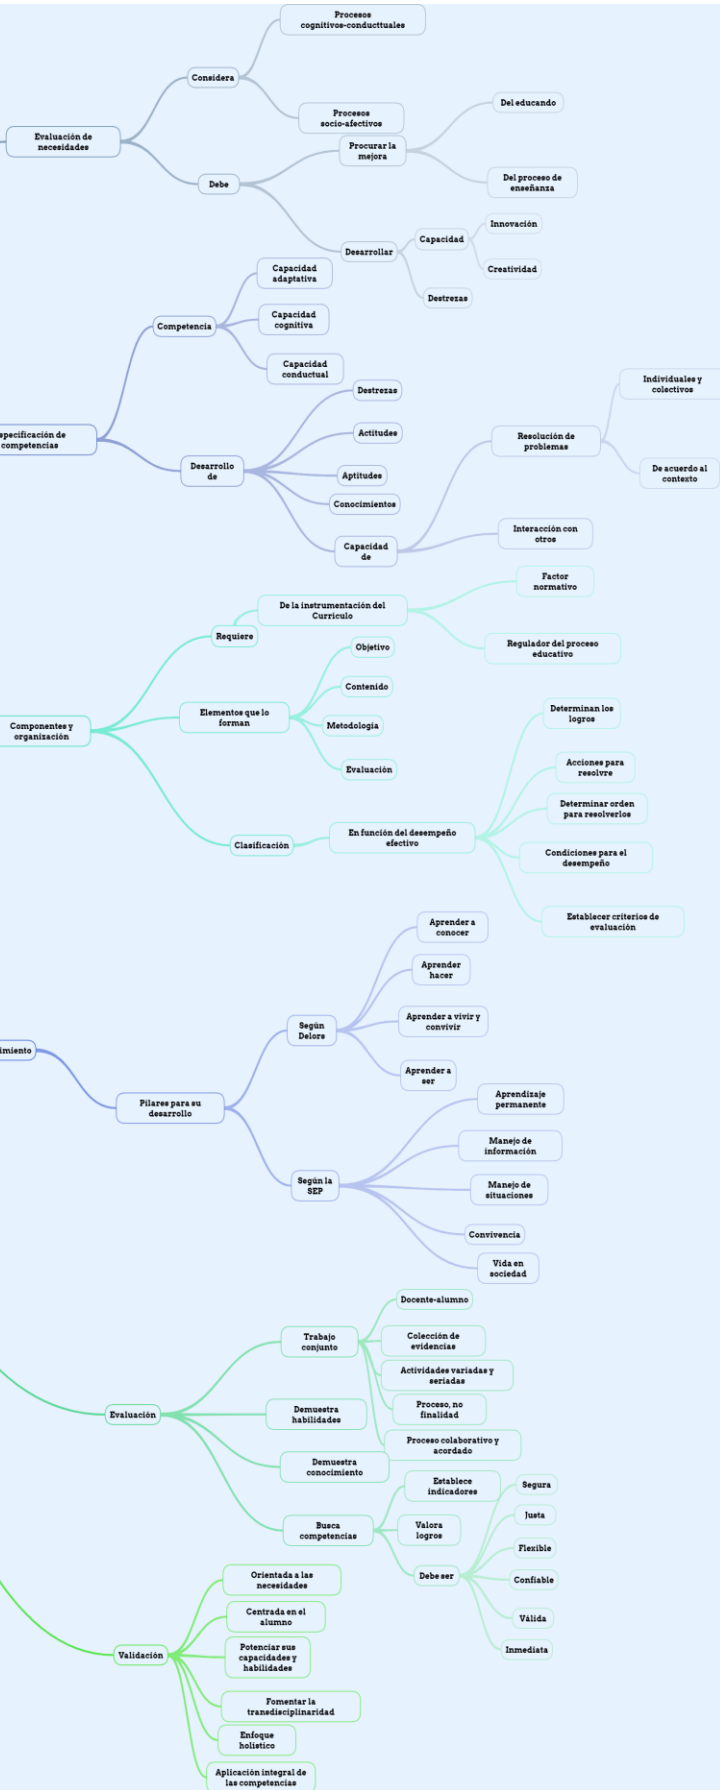 Procesos
cognitivos-conducttuales
Considera
Procesos
socio-afectivos
Evaluación de
necesidades
Debe
Procurar la
mejora
Del educando
Del proceso de
enseñanza
Desarrollar
Capacidad
Innovación
Creatividad
Destrezas
specificación de
competencias
Competencia
Capacidad
adaptativa
Capacidad
cognitiva
Capacidad
conductual
Desarrollo
de
Destrezas
Actitudes
Aptitudes
Conocimientos
Capacidad
de
Resolución de
problemas
Individuales y
colectivos
De acuerdo al
contexto
Interacción con
otros
Componentes y
organización
Requiere
De la instrumentación del
Currículo
Factor
normativo
Regulador del proceso
educativo
Elementos que lo
forman
Objetivo
Contenido
Metodología
Evaluación
Clasificación
En función del desempeño
efectivo
Determinan los
logros
Acciones para
resolvre
Determinar orden
para resolverlos
Condiciones para el
desempeño
Establecer criterios de
evaluación
imiento
Pilares para su
desarrollo
Según
Delors
Aprender a
conocer
Aprender
hacer
Aprender a vivir y
convivir
Aprender a
ser
Según la
SEP
Aprendizaje
permanente
Manejo de
información
Manejo de
situaciones
Convivencia
Vida en
sociedad
Evaluación
Trabajo
conjunto
Docente-alumno
Colección de
evidencias
Actividades variadas y
seriadas
Proceso, no
finalidad
Proceso colaborativo y
acordado
Demuestra
habilidades
Demuestra
conocimiento
Busca
competencias
Establece
indicadores
Valora
logros
Debe ser
Segura
Justa
Flexible
Confiable
Válida
Inmediata
Validación
Orientada a las
necesidades
Centrada en el
alumno
Potenciar sus
capacidades y
habilidades
Fomentar la
transdisciplinaridad
Enfoque
holístico
Aplicación integral de
las competencias